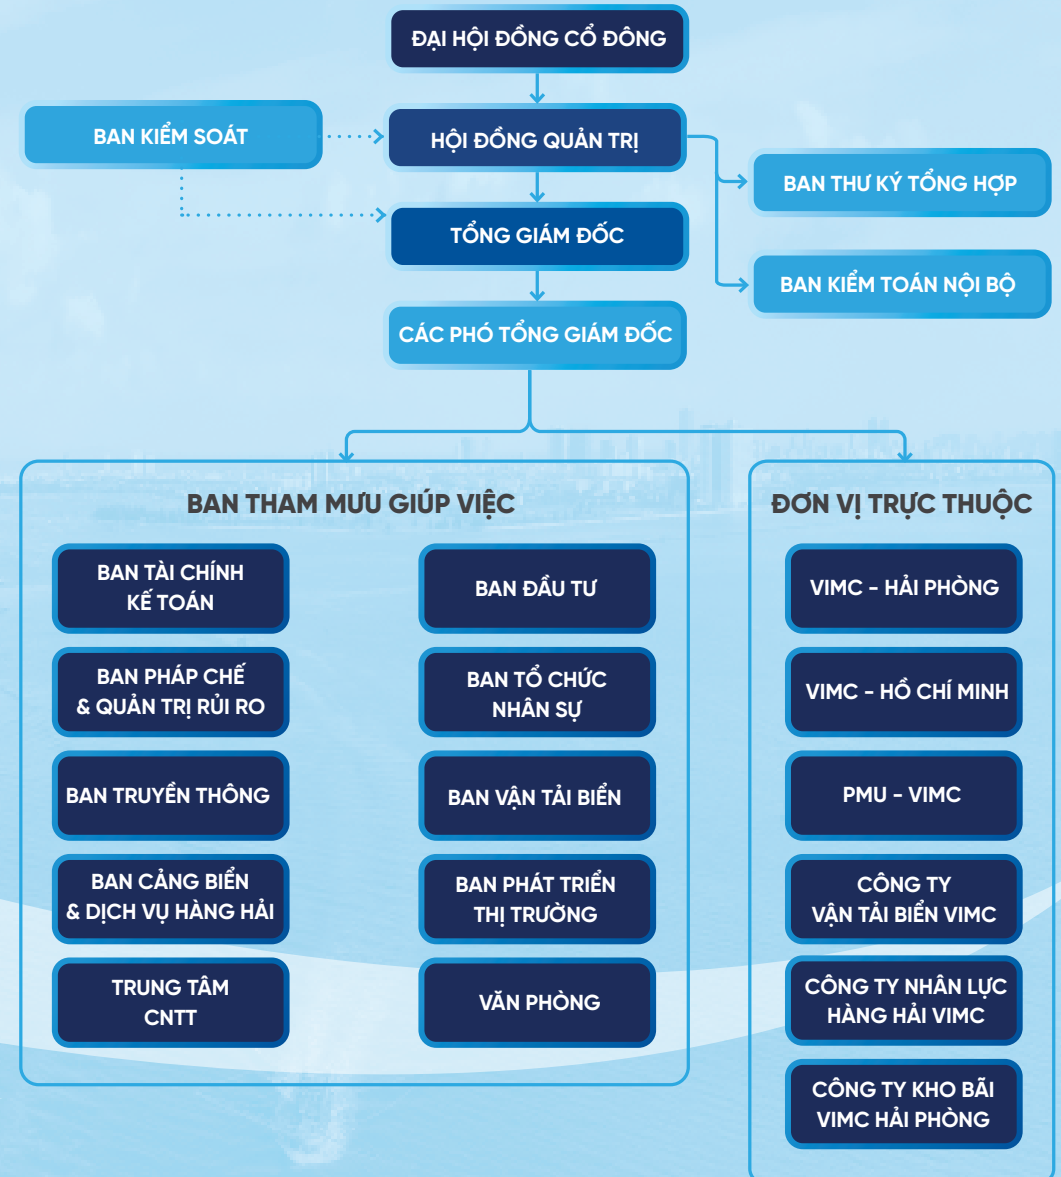 ĐẠI HỘI ĐỒNG CỔ ĐÔNG
BAN KIỂM SOÁT
HỘI ĐỒNG QUẢN TRỊ
BAN THƯ KÝ TỔNG HỢP
TỔNG GIÁM ĐỐC
BAN KIỂM TOÁN NỘI BỘ
CÁC PHÓ TỔNG GIÁM ĐỐC
BAN THAM MƯU GIÚP VIỆC
BAN TÀI CHÍNH
KẾ TOÁN
BAN ĐẦU TƯ
BAN PHÁP CHẾ
& QUẢN TRỊ RỦI RO
BAN TỔ CHỨC
NHÂN SỰ
BAN TRUYỀN THÔNG
BAN VẬN TẢI BIỂN
BAN CẢNG BIỂN
& DỊCH VỤ HÀNG HẢI
BAN PHÁT TRIỂN
THỊ TRƯỜNG
TRUNG TÂM
CNTT
VĂN PHÒNG
ĐƠN VỊ TRỰC THUỘC
VIMC - HẢI PHÒNG
VIMC - HỒ CHÍ MINH
PMU - VIMC
CÔNG TY
VẬN TẢI BIỂN VIMC
CÔNG TY NHÂN LỰC
HÀNG HẢI VIMC
CÔNG TY KHO BÃI
VIMC HẢI PHÒNG